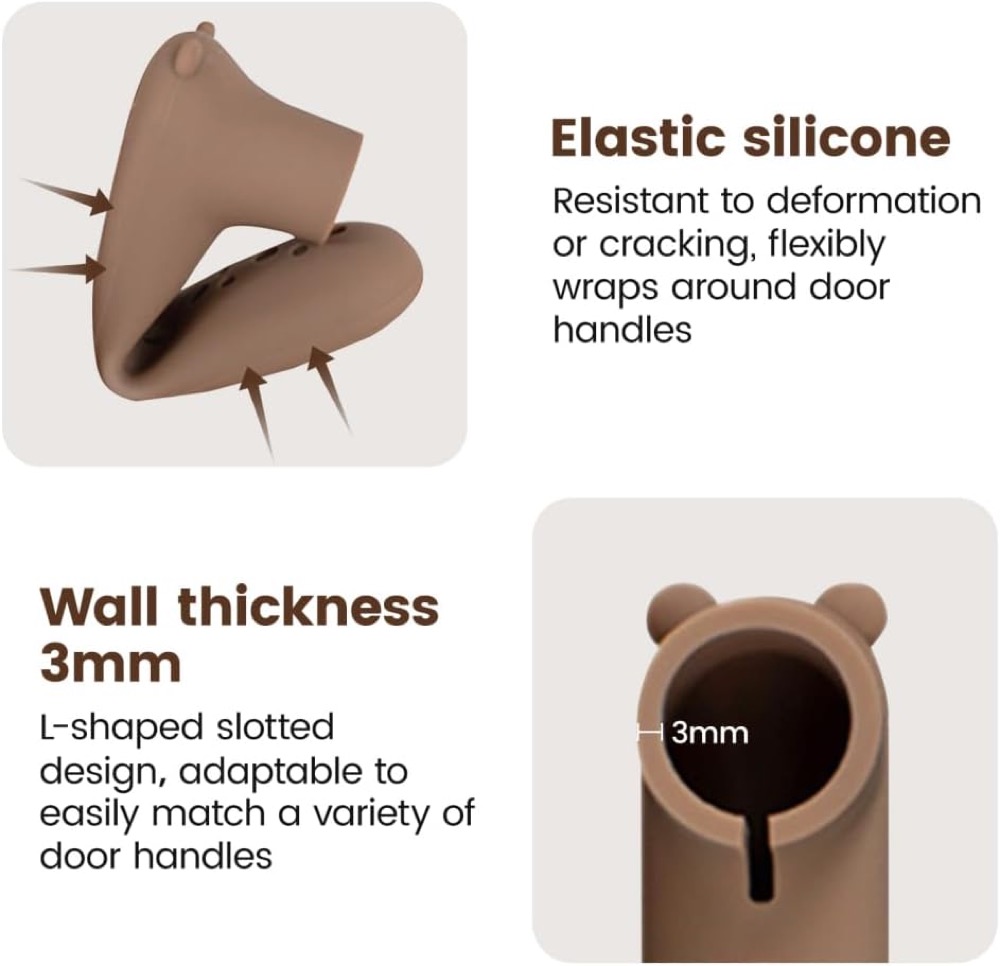 Elastic silicone
Resistant to deformation
or cracking, flexibly
wraps around door
handles
Wall thickness
3mm
L-shaped slotted
design, adaptable to
easily match a variety of
door handles
3mm